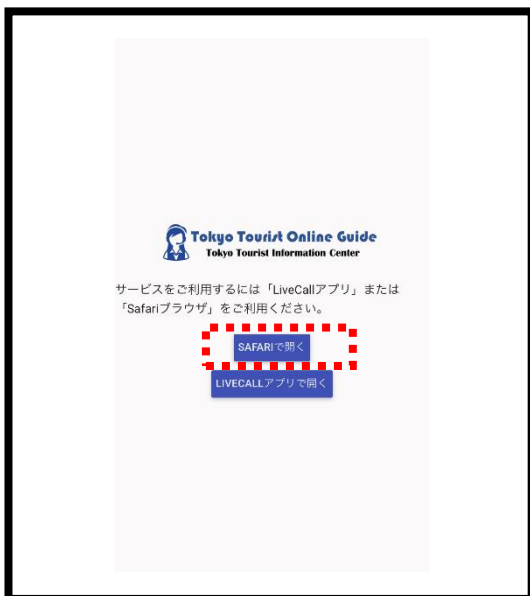 Tokyo Tourist Online Guide
Tokyo Tourist Information Center
サービスをご利用するには「LiveCallアプリ」または
「Safariブラウザ」をご利用ください。
SAFARIで開く
LIVECALLアプリで開く